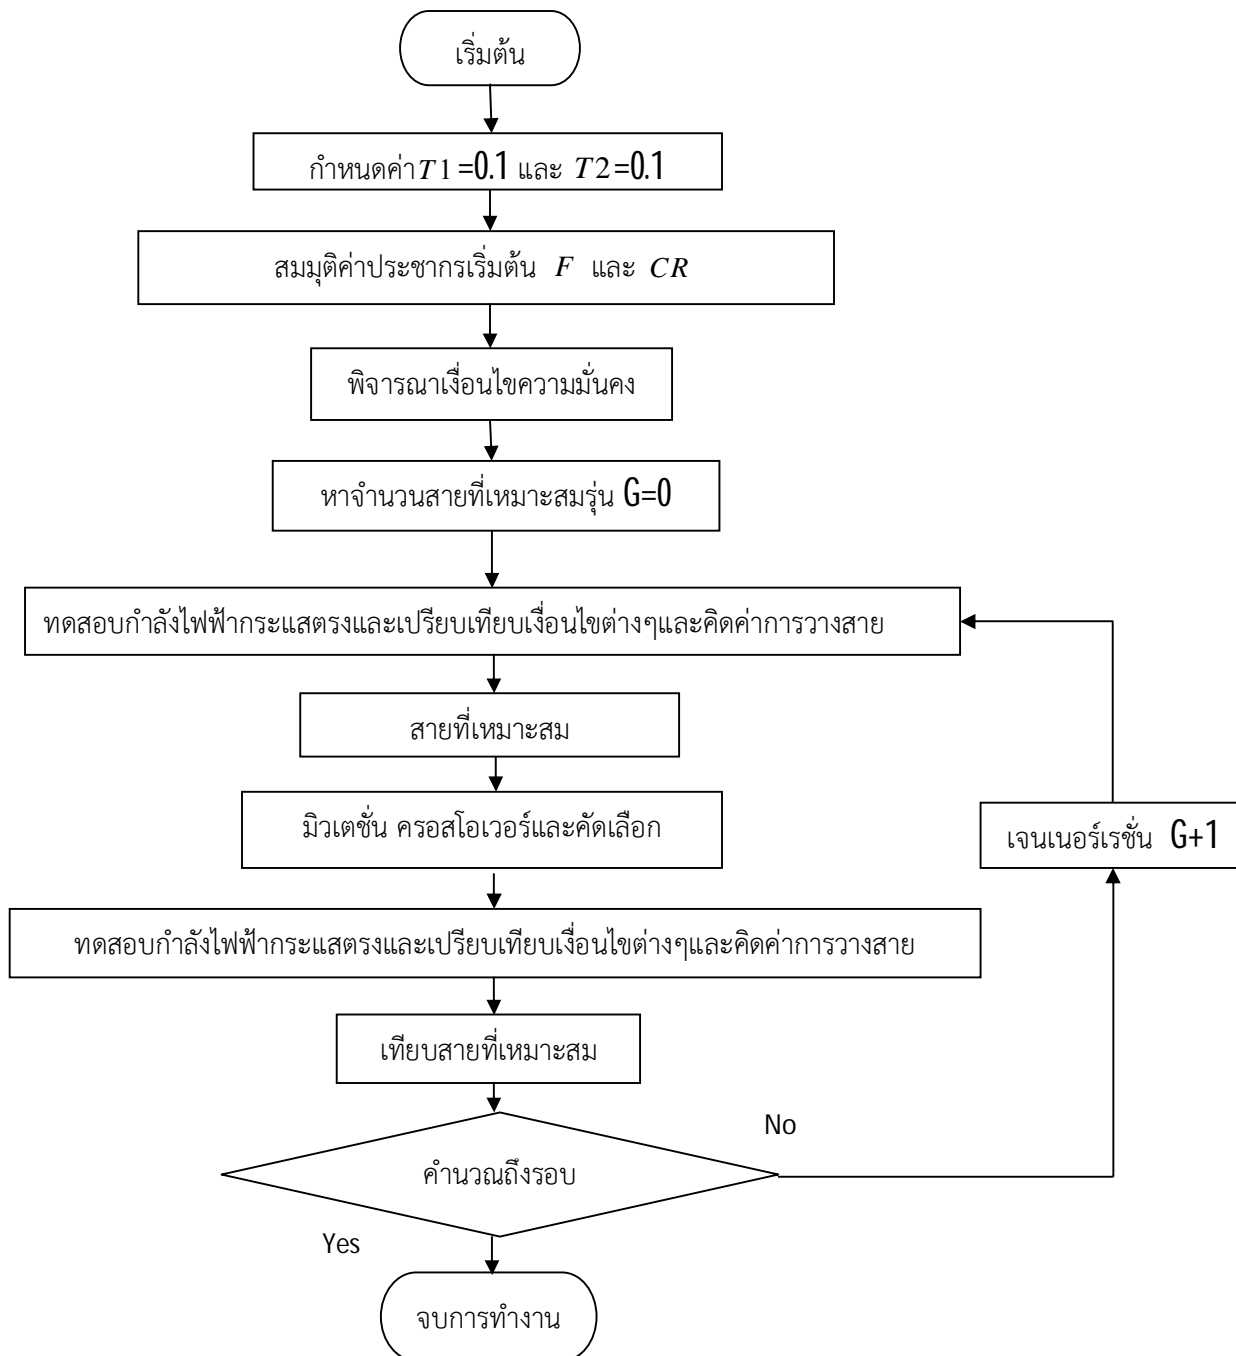 เริ่มต้น
กำหนดค่า T1=0.1 และ T2=0.1
สมมุติค่าประชากรเริ่มต้น F และ CR
พิจารณาเงื่อนไขความมั่นคง
หาจำนวนสายที่เหมาะสมรุ่น G=0
ทดสอบกำลังไฟฟ้ากระแสตรงและเปรียบเทียบเงื่อนไขต่างๆและคิดค่าการวางสาย
สายที่เหมาะสม
มิวเตชั่น ครอสโอเวอร์และคัดเลือก
เจนเนอร์เรชั่น G+1
ทดสอบกำลังไฟฟ้ากระแสตรงและเปรียบเทียบเงื่อนไขต่างๆและคิดค่าการวางสาย
เทียบสายที่เหมาะสม
No
คำนวณถึงรอบ
Yes
จบการทำงาน